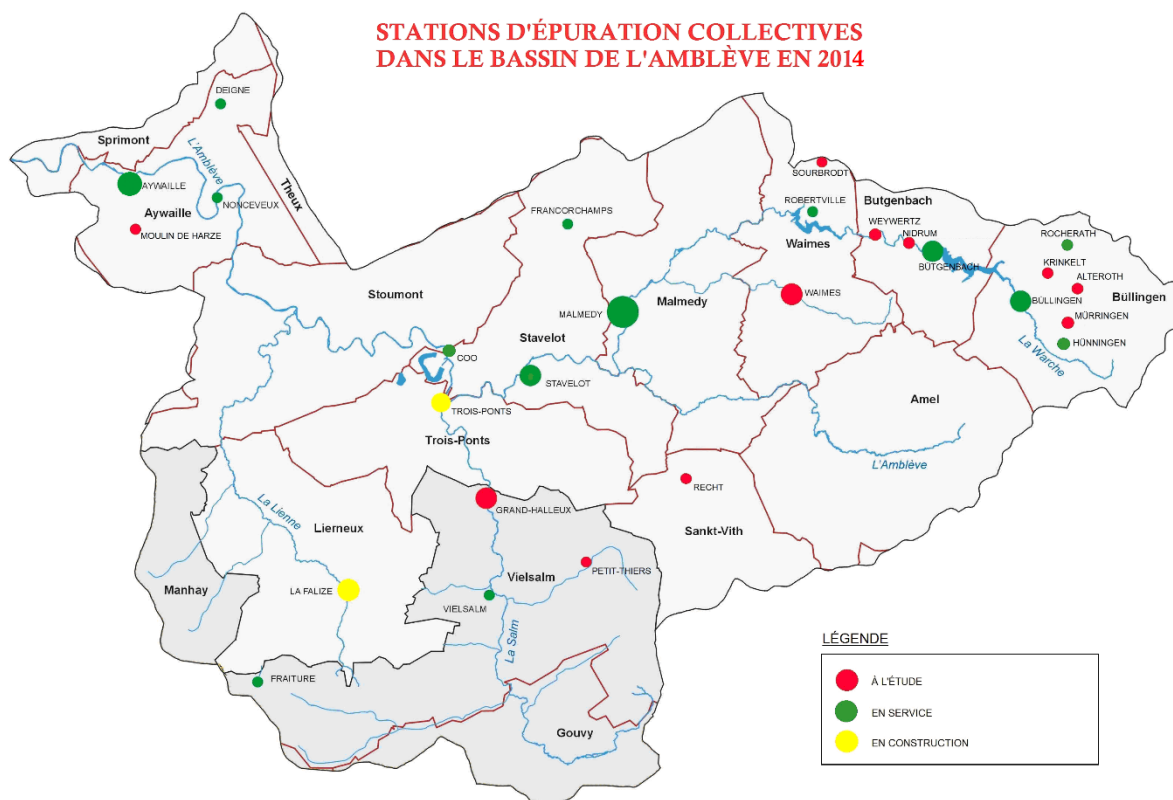 STATIONS D'ÉPURATION COLLECTIVES
DANS LE BASSIN DE L'AMBLÈVE EN 2014
DEIGNE
Sprimont
L'Amblève
Theux
AYWAILLE
NONCEVEUX
Aywaille
MOULIN DE HARZE
SOURBRODT
FRANCORCHAMPS
ROBERTVILLE
Butgenbach
WEYWERTZ
NIDRUM
Waimes
BÜTGENBACH
ROCHERATH
KRINKELT
ALTEROTH
Büllingen
BÜLLINGEN
MÜRRINGEN
HÜNNINGEN
La Warche
Stoumont
Malmedy
WAIMES
MALMEDY
Stavelot
COO
STAVELOT
Amel
TROIS-PONTS
Trois-Ponts
L'Amblève
RECHT
Sankt-Vith
La Lienne
GRAND-HALLEUX
Lierneux
Manhay
LA FALIZE
Vielsalm
PETIT-THIERS
VIELSALM
La Salm
FRAITURE
Gouvy
LÉGENDE
À L'ÉTUDE
EN SERVICE
EN CONSTRUCTION